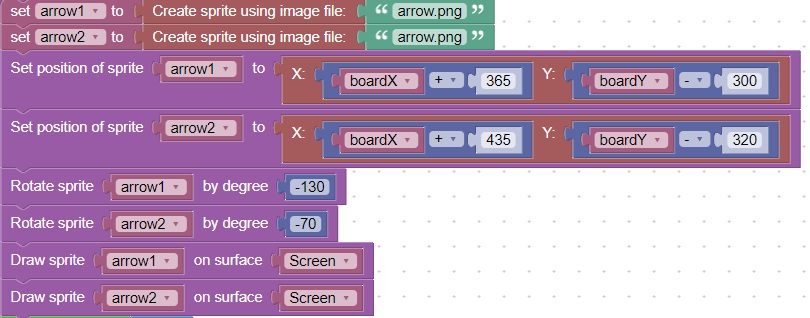 set arrow1 to Create sprite using image file: “ arrow.png ”
set arrow2 to Create sprite using image file: “ arrow.png ”
Set position of sprite arrow1 to X: boardX + 365 Y: boardY - 300
Set position of sprite arrow2 to X: boardX + 435 Y: boardY - 320
Rotate sprite arrow1 by degree -130
Rotate sprite arrow2 by degree -70
Draw sprite arrow1 on surface Screen
Draw sprite arrow2 on surface Screen